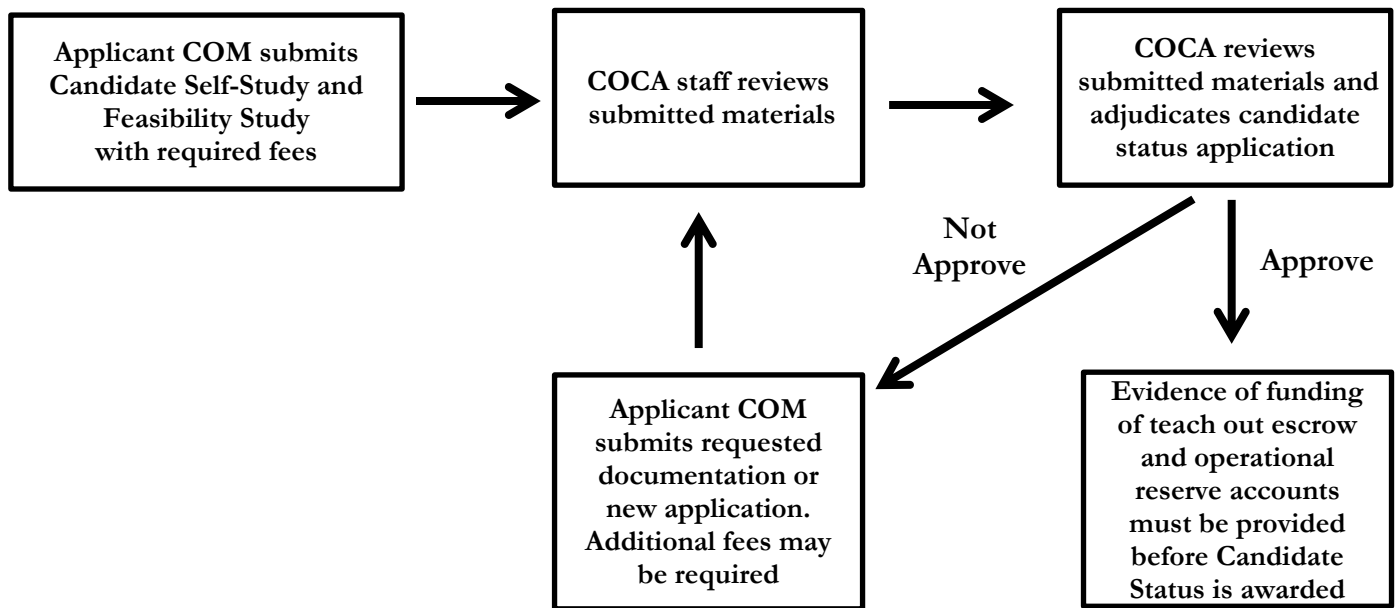 Applicant COM submits
Candidate Self-Study and
Feasibility Study
with required fees
COCA staff reviews
submitted materials
COCA reviews
submitted materials and
adjudicates candidate
status application
Not
Approve
Approve
Applicant COM
submits requested
documentation or
new application.
Additional fees may
be required
Evidence of funding
of teach out escrow
and operational
reserve accounts
must be provided
before Candidate
Status is awarded